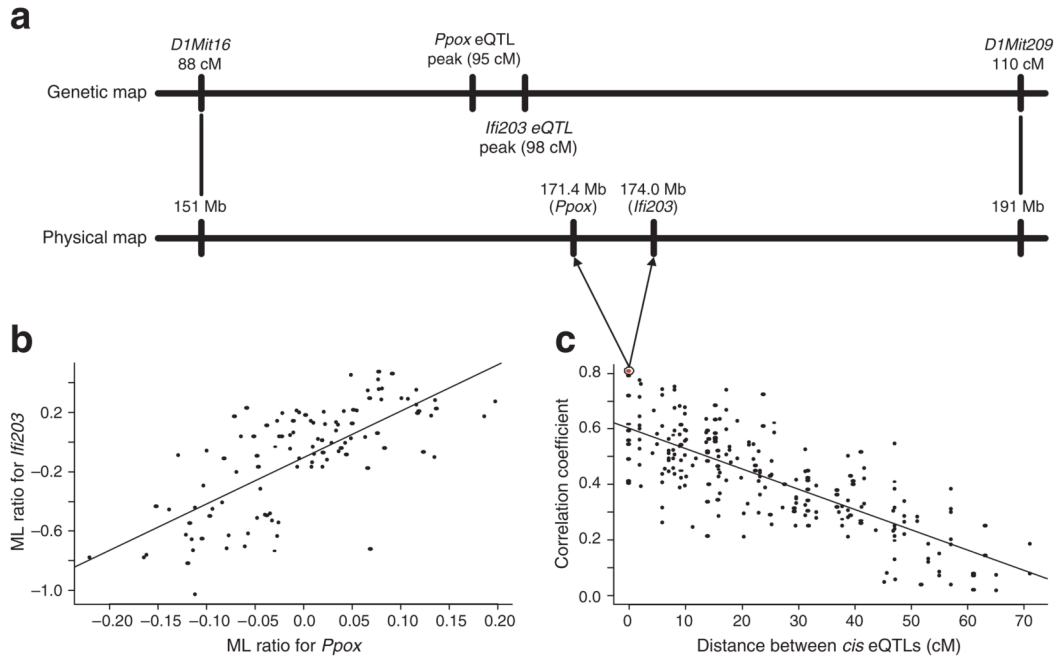 a
D1Mit16
88 cM
Ppox eQTL
peak (95 cM)
D1Mit209
110 cM
Genetic map
Ifi203 eQTL
peak (98 cM)
151 Mb
171.4 Mb
(Ppox)
174.0 Mb
(Ifi203)
191 Mb
Physical map
b
ML ratio for Ifi203
0.2
−0.2
−0.6
−1.0
−0.20 −0.15 −0.10 −0.05 0.0 0.05 0.10 0.15 0.20
ML ratio for Ppox
c
Correlation coefficient
0.8
0.6
0.4
0.2
0.0
0 10 20 30 40 50 60 70
Distance between cis eQTLs (cM)